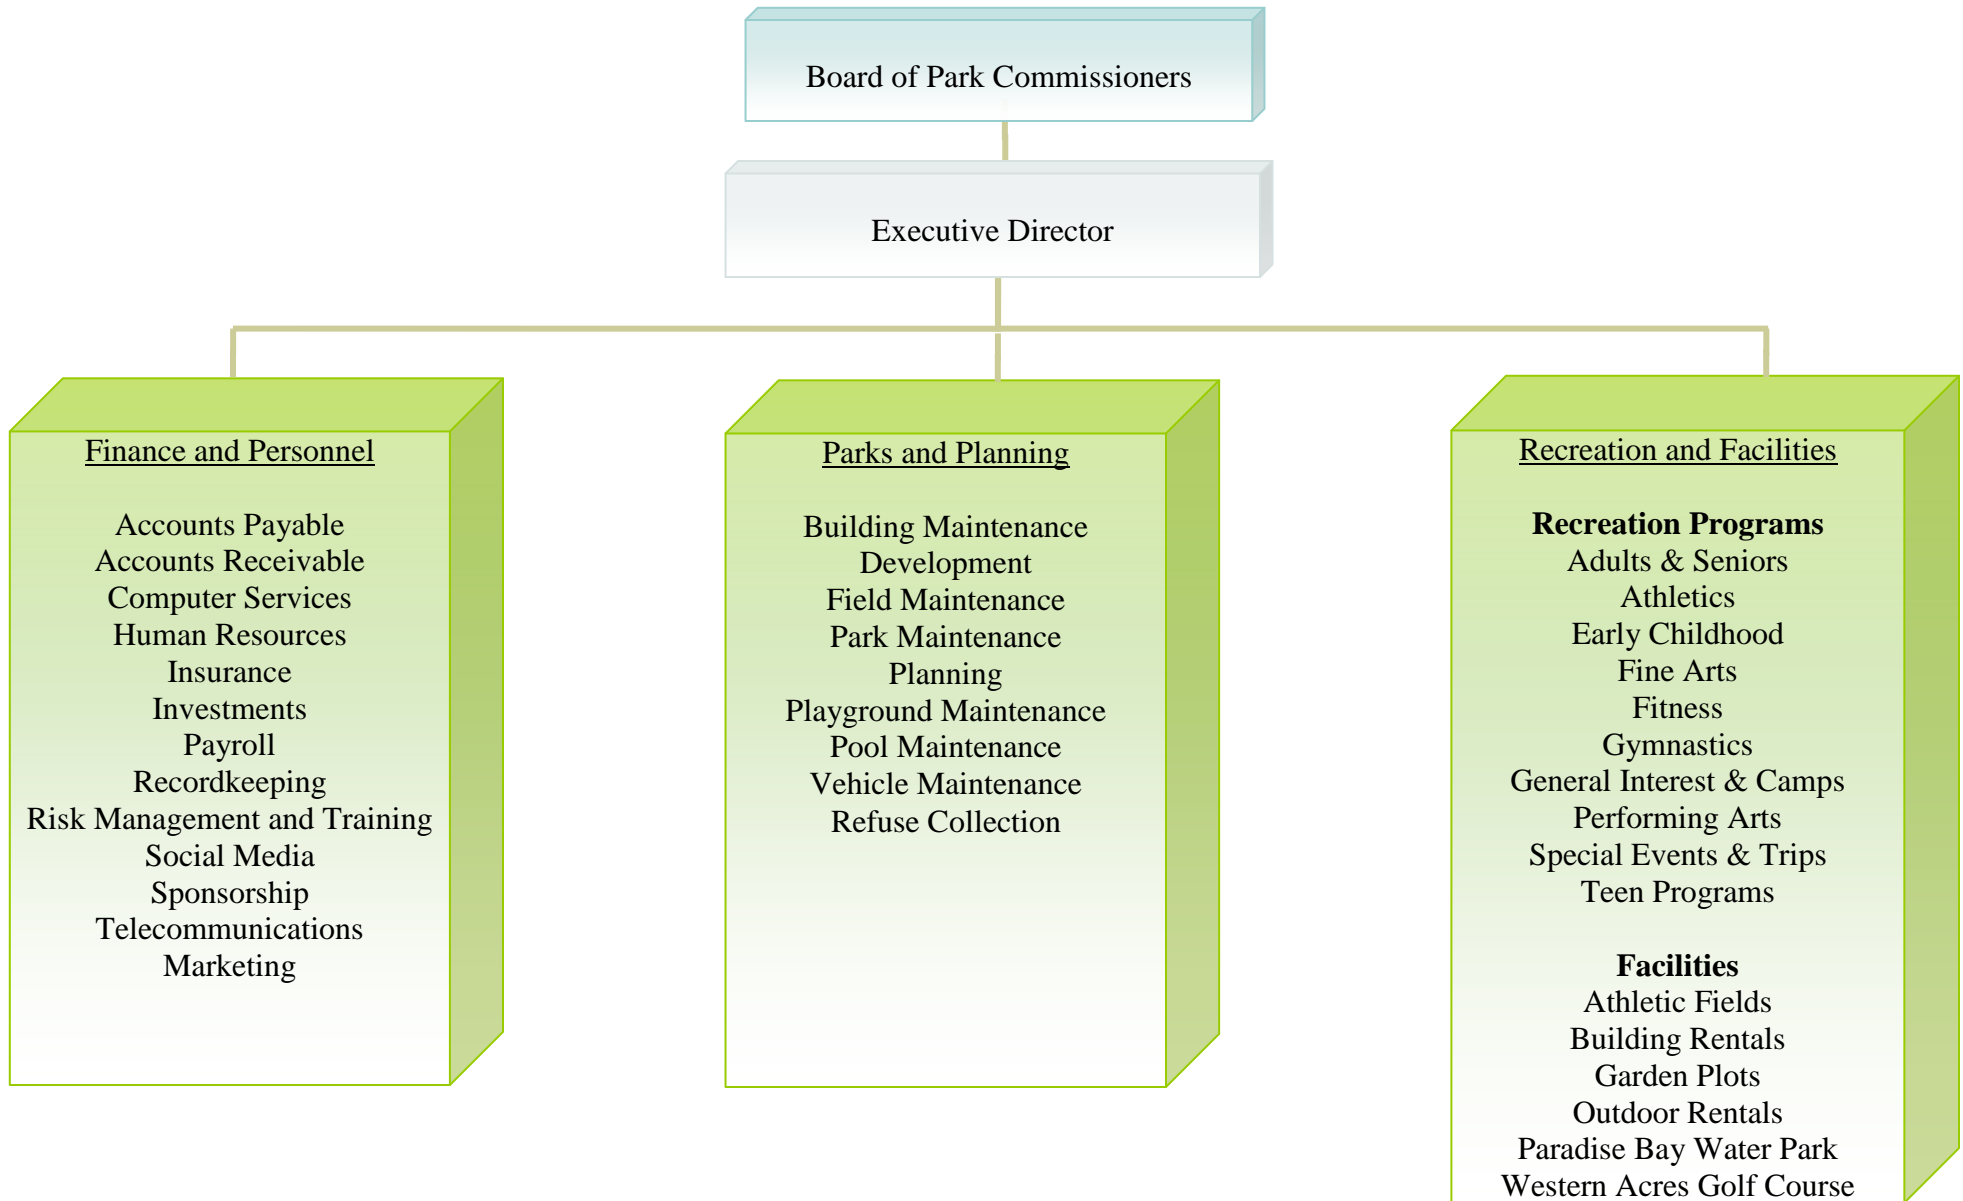 Board of Park Commissioners
Executive Director
Finance and Personnel
Accounts Payable
Accounts Receivable
Computer Services
Human Resources
Insurance
Investments
Payroll
Recordkeeping
Risk Management and Training
Social Media
Sponsorship
Telecommunications
Marketing
Parks and Planning
Building Maintenance
Development
Field Maintenance
Park Maintenance
Planning
Playground Maintenance
Pool Maintenance
Vehicle Maintenance
Refuse Collection
Recreation and Facilities
Recreation Programs
Adults & Seniors
Athletics
Early Childhood
Fine Arts
Fitness
Gymnastics
General Interest & Camps
Performing Arts
Special Events & Trips
Teen Programs
Facilities
Athletic Fields
Building Rentals
Garden Plots
Outdoor Rentals
Paradise Bay Water Park
Western Acres Golf Course